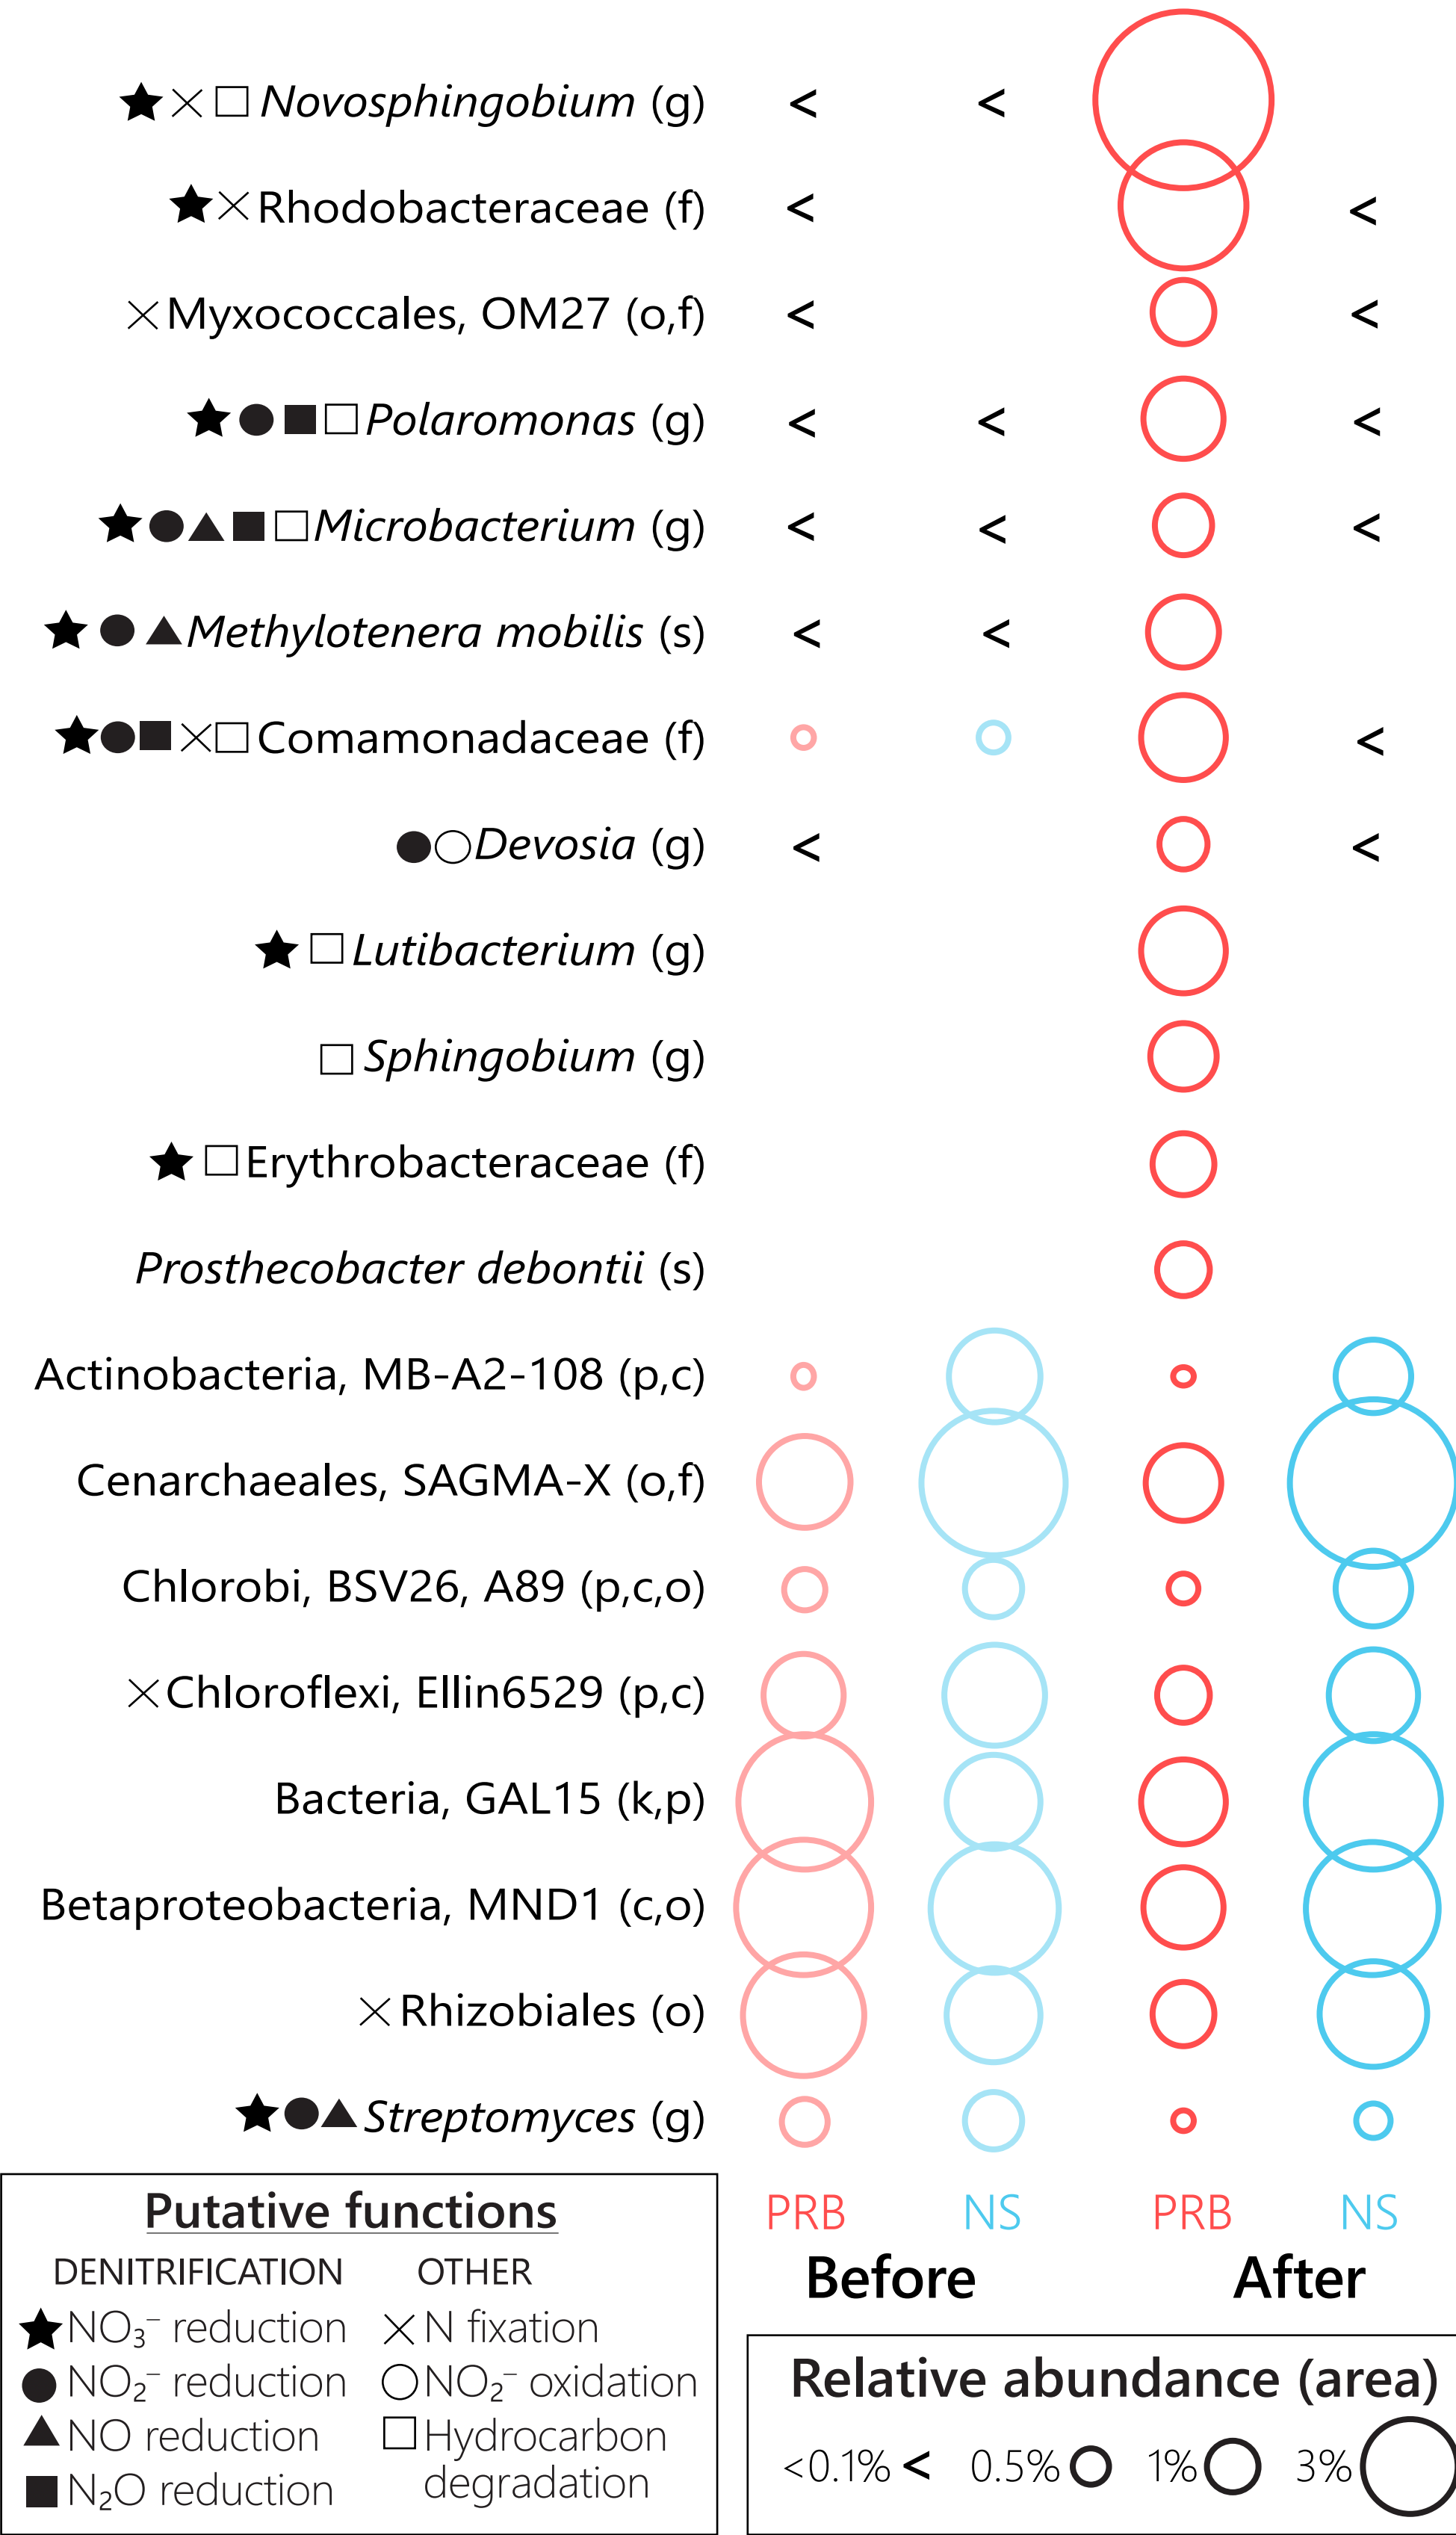 ★ × □ Novosphingobium (g) < <
★ × Rhodobacteraceae (f) < <
× Myxococcales, OM27 (o,f) < <
★ ● ■ □ Polaromonas (g) < < <
★ ● ▲ ■ □ Microbacterium (g) < < <
★ ● ▲ Methylotenera mobilis (s) < <
★ ● ■ × □ Comamonadaceae (f) <
● ○ Devosia (g) < <
★ □ Lutibacterium (g)
□ Sphingobium (g)
★ □ Erythrobacteraceae (f)
Prosthecobacter debontii (s)
Actinobacteria, MB-A2-108 (p,c)
Cenarchaeales, SAGMA-X (o,f)
Chlorobi, BSV26, A89 (p,c,o)
× Chloroflexi, Ellin6529 (p,c)
Bacteria, GAL15 (k,p)
Betaproteobacteria, MND1 (c,o)
× Rhizobiales (o)
★ ● ▲ Streptomyces (g)
PRB NS PRB NS
Before After
Putative functions
DENITRIFICATION OTHER
★ NO₃⁻ reduction × N fixation
● NO₂⁻ reduction ○ NO₂⁻ oxidation
▲ NO reduction □ Hydrocarbon
■ N₂O reduction degradation
Relative abundance (area)
<0.1% < 0.5% 1% 3%